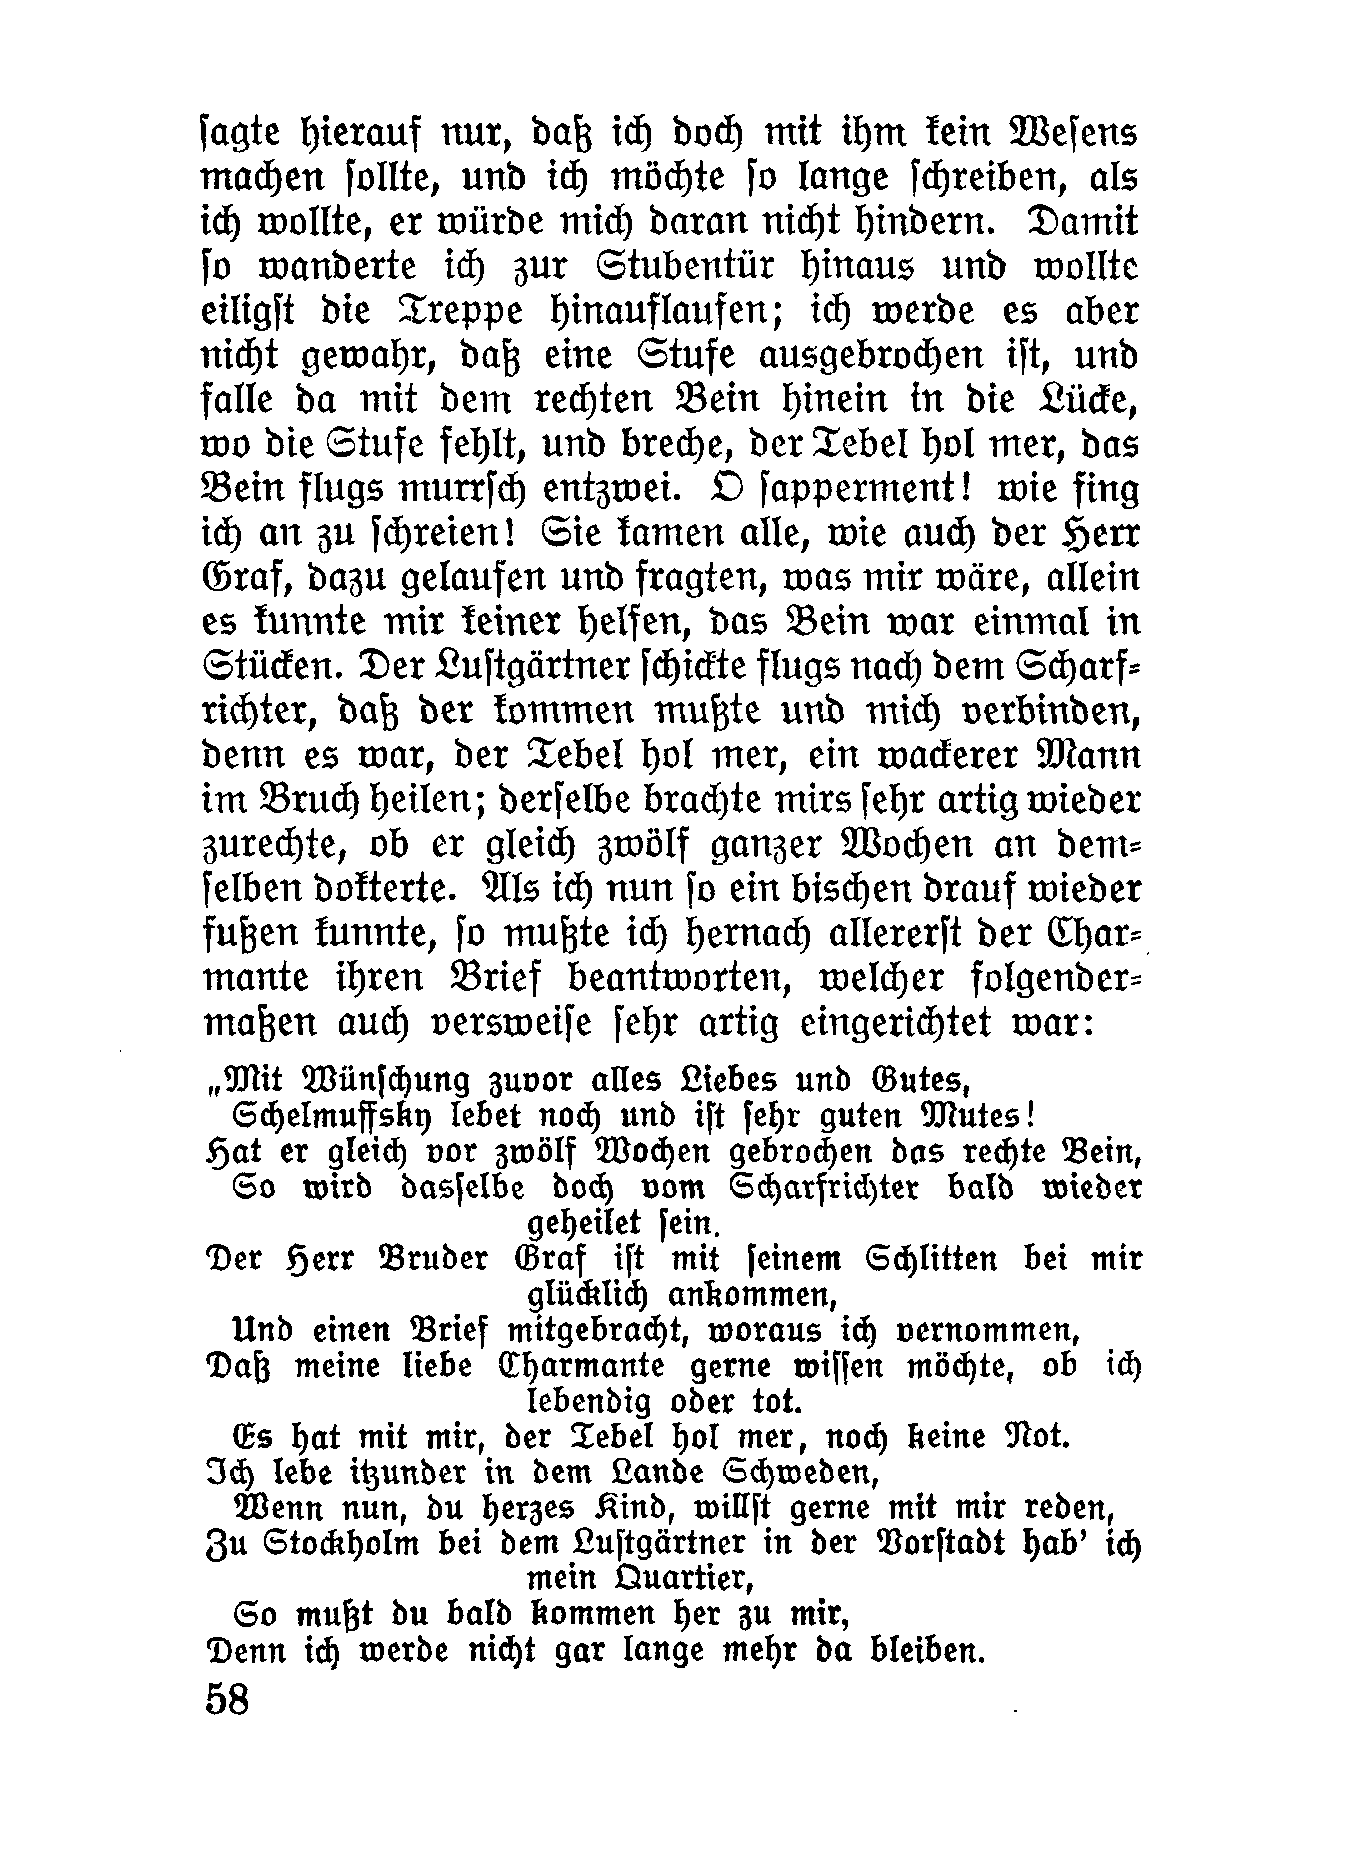 sagte hierauf nur, daß ich doch mit ihm kein Wesens
machen sollte, und ich möchte so lange schreiben, als
ich wollte, er würde mich daran nicht hindern. Damit
so wanderte ich zur Stubentür hinaus und wollte
eiligst die Treppe hinauflaufen; ich werde es aber
nicht gewahr, daß eine Stufe ausgebrochen ist, und
falle da mit dem rechten Bein hinein in die Lücke,
wo die Stufe fehlt, und breche, der Tebel hol mer, das
Bein flugs murrsch entzwei. O sapperment! wie fing
ich an zu schreien! Sie kamen alle, wie auch der Herr
Graf, dazu gelaufen und fragten, was mir wäre, allein
es kunnte mir keiner helfen, das Bein war einmal in
Stücken. Der Lustgärtner schickte flugs nach dem Scharf-
richter, daß der kommen mußte und mich verbinden,
denn es war, der Tebel hol mer, ein wackerer Mann
im Bruch heilen; derselbe brachte mirs sehr artig wieder
zurechte, ob er gleich zwölf ganzer Wochen an dem-
selben dokterte. Als ich nun so ein bischen drauf wieder
fußen kunnte, so mußte ich hernach allererst der Char-
mante ihren Brief beantworten, welcher folgender-
maßen auch versweise sehr artig eingerichtet war:
„Mit Wünschung zuvor alles Liebes und Gutes,
Schelmuffsky lebet noch und ist sehr guten Mutes!
Hat er gleich vor zwölf Wochen gebrochen das rechte Bein,
So wird dasselbe doch vom Scharfrichter bald wieder
geheilet sein.
Der Herr Bruder Graf ist mit seinem Schlitten bei mir
glücklich ankommen,
Und einen Brief mitgebracht, woraus ich vernommen,
Daß meine liebe Charmante gerne wissen möchte, ob ich
lebendig oder tot.
Es hat mit mir, der Tebel hol mer, noch keine Not.
Ich lebe itzunder in dem Lande Schweden,
Wenn nun, du herzes Kind, willst gerne mit mir reden,
Zu Stockholm bei dem Lustgärtner in der Vorstadt hab' ich
mein Quartier,
So mußt du bald kommen her zu mir,
Denn ich werde nicht gar lange mehr da bleiben.
58